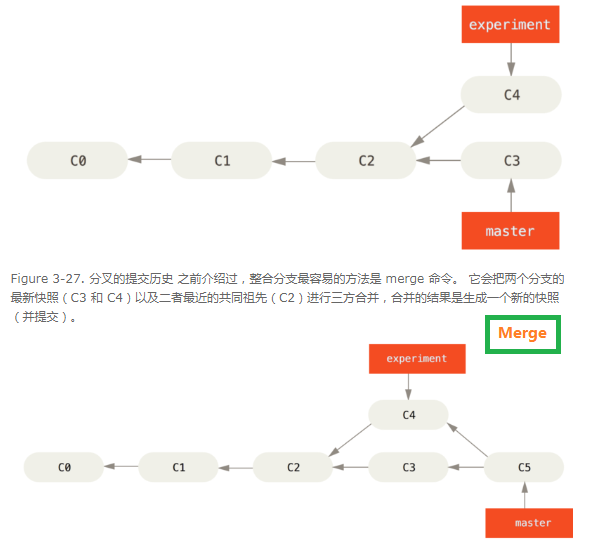 experiment
C4
C0 C1 C2 C3
master
Figure 3-27. 分叉的提交历史 之前介绍过，整合分支最容易的方法是 merge 命令。 它会把两个分支的
最新快照（C3 和 C4）以及二者最近的共同祖先（C2）进行三方合并，合并的结果是生成一个新的快照
（并提交）。
Merge
experiment
C4
C0 C1 C2 C3 C5
master